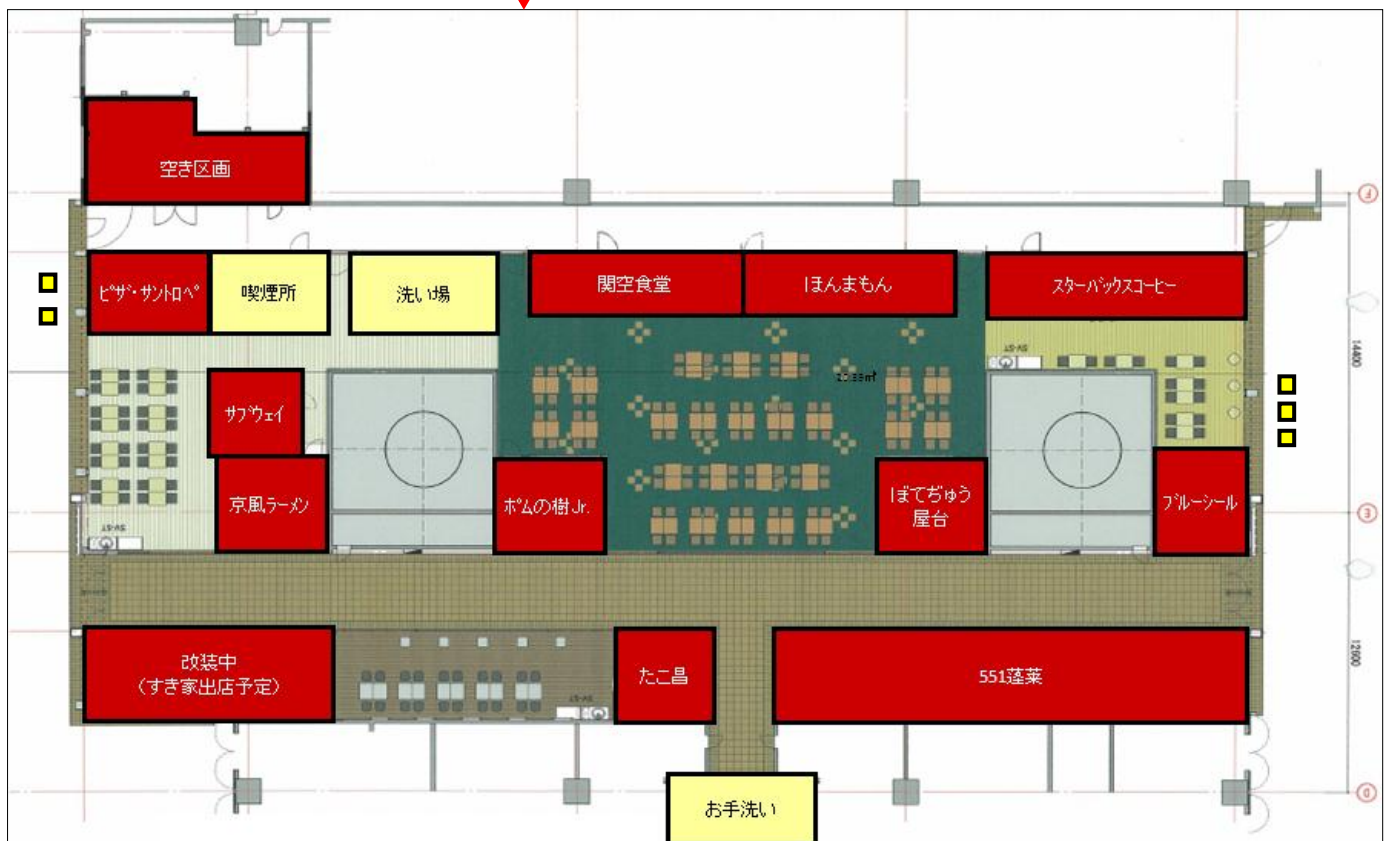 空き区画
Ⓕ
ピザ・サントロペ
喫煙所
洗い場
関空食堂
ぼんまもん
スターバックスコーヒー
14400
サブウェイ
京風ラーメン
ポムの樹Jr.
ぼてぢゅう
屋台
ブルーシール
Ⓔ
改装中
(すき家出店予定)
たこ昌
551蓬莱
12600
お手洗い
Ⓓ